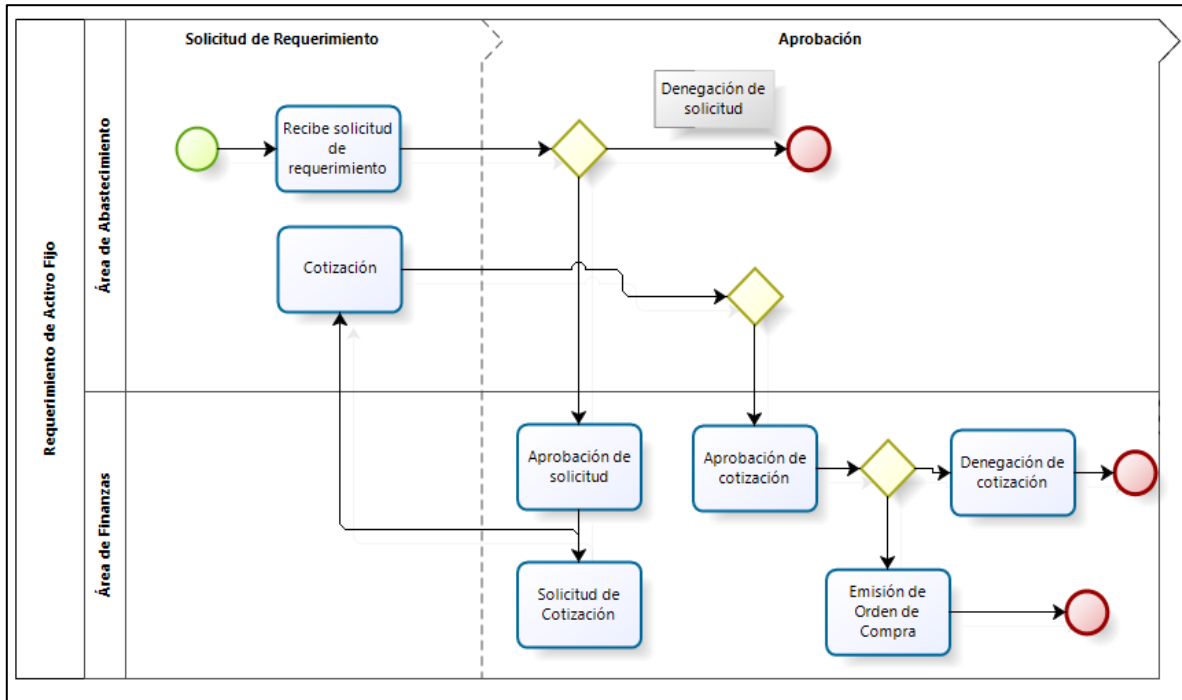 Solicitud de Requerimiento
Aprobación
Requerimiento de Activo Fijo
Área de Abastecimiento
Recibe solicitud
de
requerimiento
Denegación de
solicitud
Cotización
Área de Finanzas
Aprobación de
solicitud
Aprobación de
cotización
Denegación de
cotización
Solicitud de
Cotización
Emisión de
Orden de
Compra